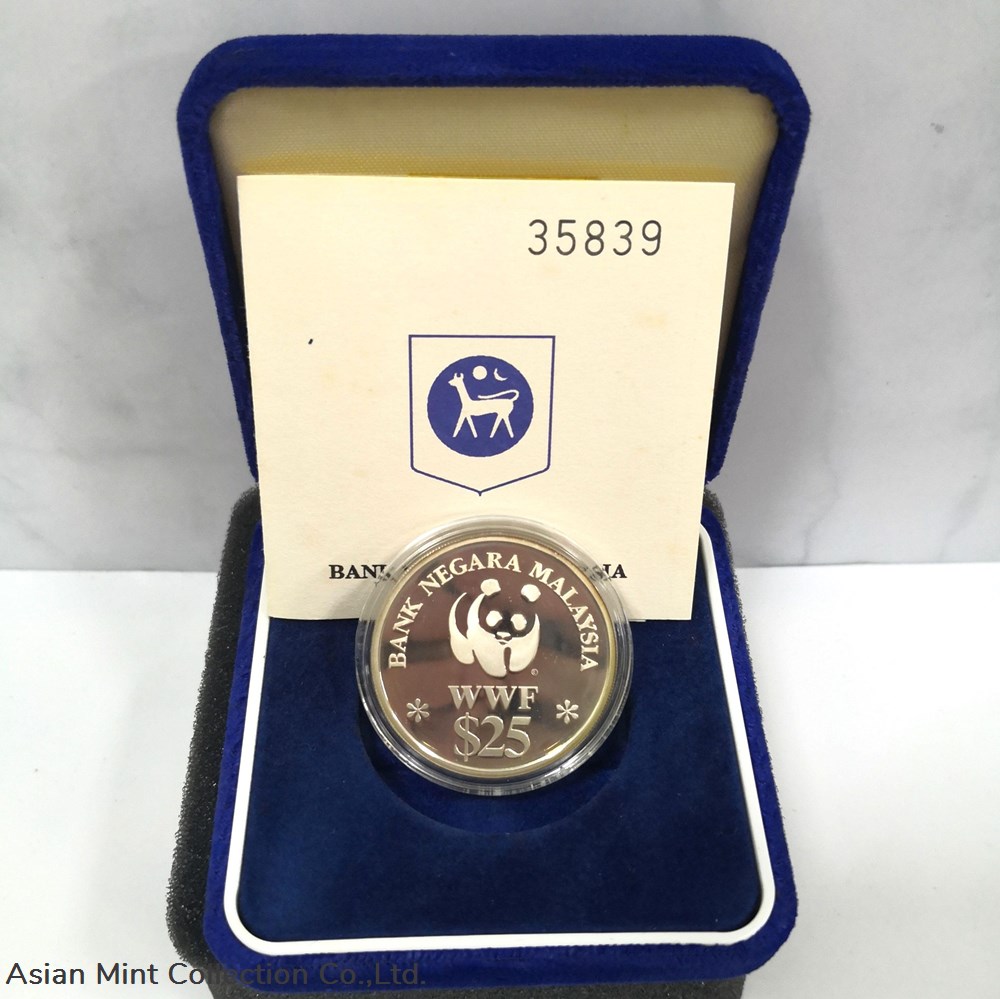 35839
BANK NEGARA MALAYSIA
WWF
$25
Asian Mint Collection Co.,Ltd.